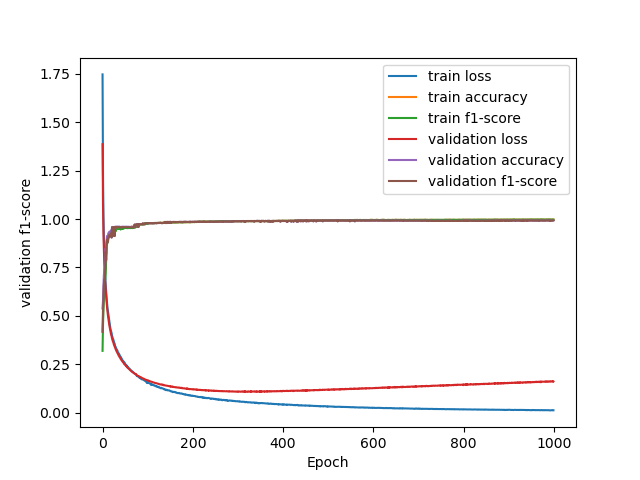 1.75
1.50
1.25
1.00
0.75
0.50
0.25
0.00
validation f1-score
train loss
train accuracy
train f1-score
validation loss
validation accuracy
validation f1-score
0 200 400 600 800 1000
Epoch